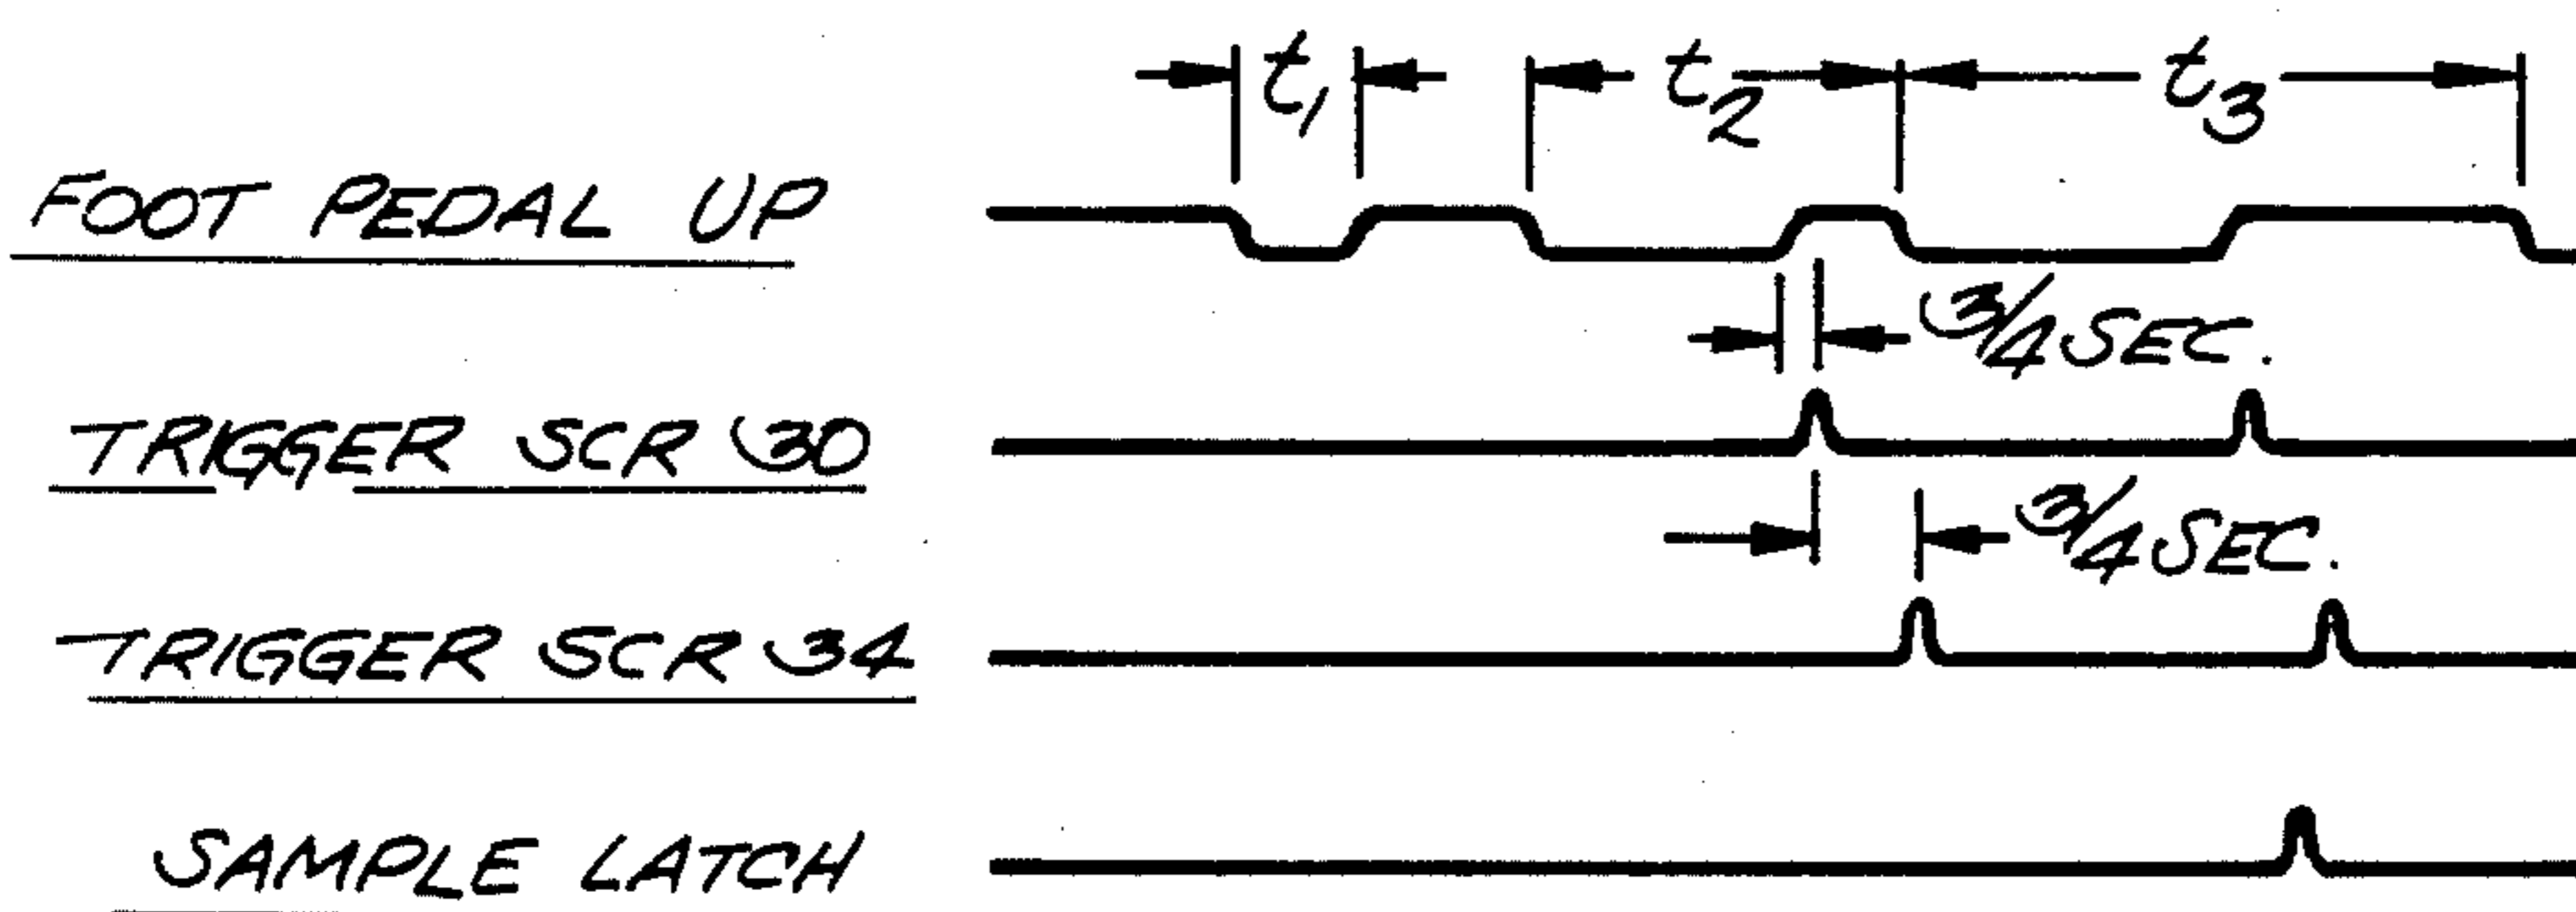 t1 t2 t3
FOOT PEDAL UP
3/4 SEC.
TRIGGER SCR 30
3/4 SEC.
TRIGGER SCR 34
SAMPLE LATCH